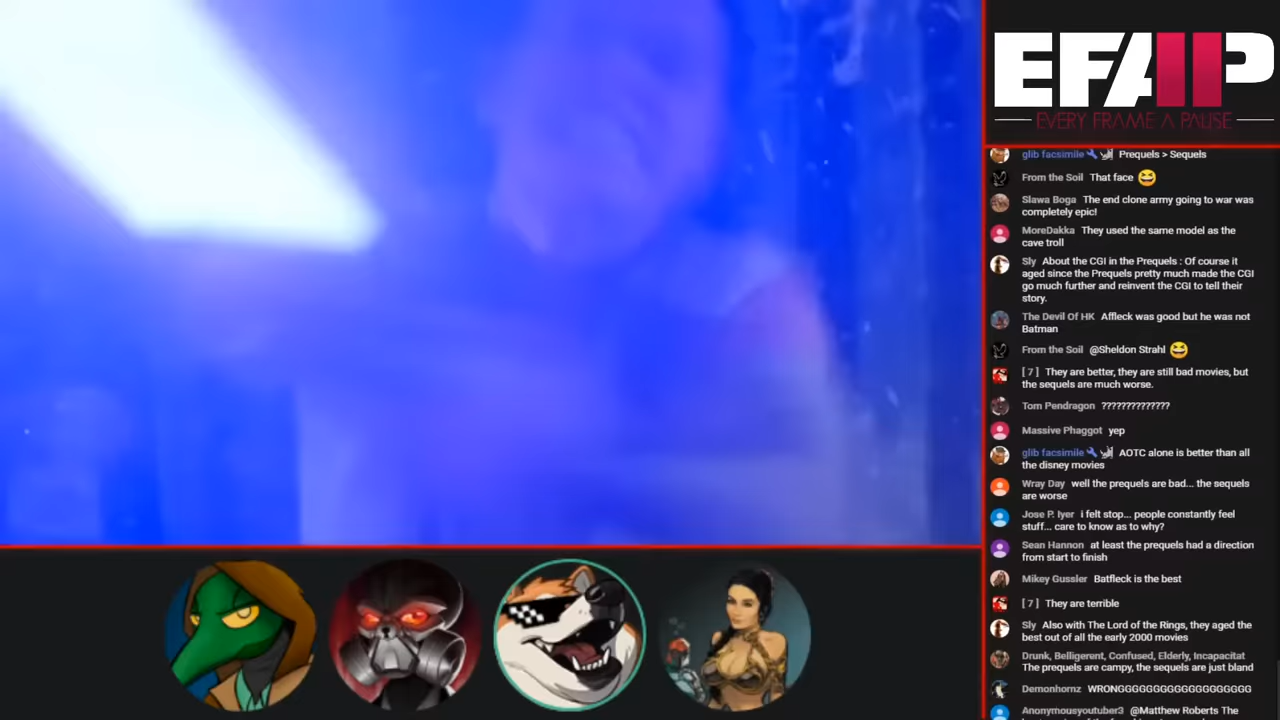 EFAP
EVERY FRAME A PAUSE
glib facsimile Prequels > Sequels
From the Soil That face
Slawa Boga The end clone army going to war was
completely epic!
MoreDakka They used the same model as the
cave troll
Sly About the CGI in the Prequels : Of course it
aged since the Prequels pretty much made the CGI
go much further and reinvent the CGI to tell their
story.
The Devil Of HK Affleck was good but he was not
Batman
From the Soil @Sheldon Strahl
[ 7 ] They are better, they are still bad movies, but
the sequels are much worse.
Tom Pendragon ??????????????
Massive Phaggot yep
glib facsimile AOTC alone is better than all
the disney movies
Wray Day well the prequels are bad... the sequels
are worse
Jose P. Iyer i felt stop... people constantly feel
stuff... care to know as to why?
Sean Hannon at least the prequels had a direction
from start to finish
Mikey Gussler Batfleck is the best
[ 7 ] They are terrible
Sly Also with The Lord of the Rings, they aged the
best out of all the early 2000 movies
Drunk, Belligerent, Confused, Elderly, Incapacitat
The prequels are campy, the sequels are just bland
Demonhornz WRONGGGGGGGGGGGGGGGGGGG
Anonymousyoutuber3 @Matthew Roberts The